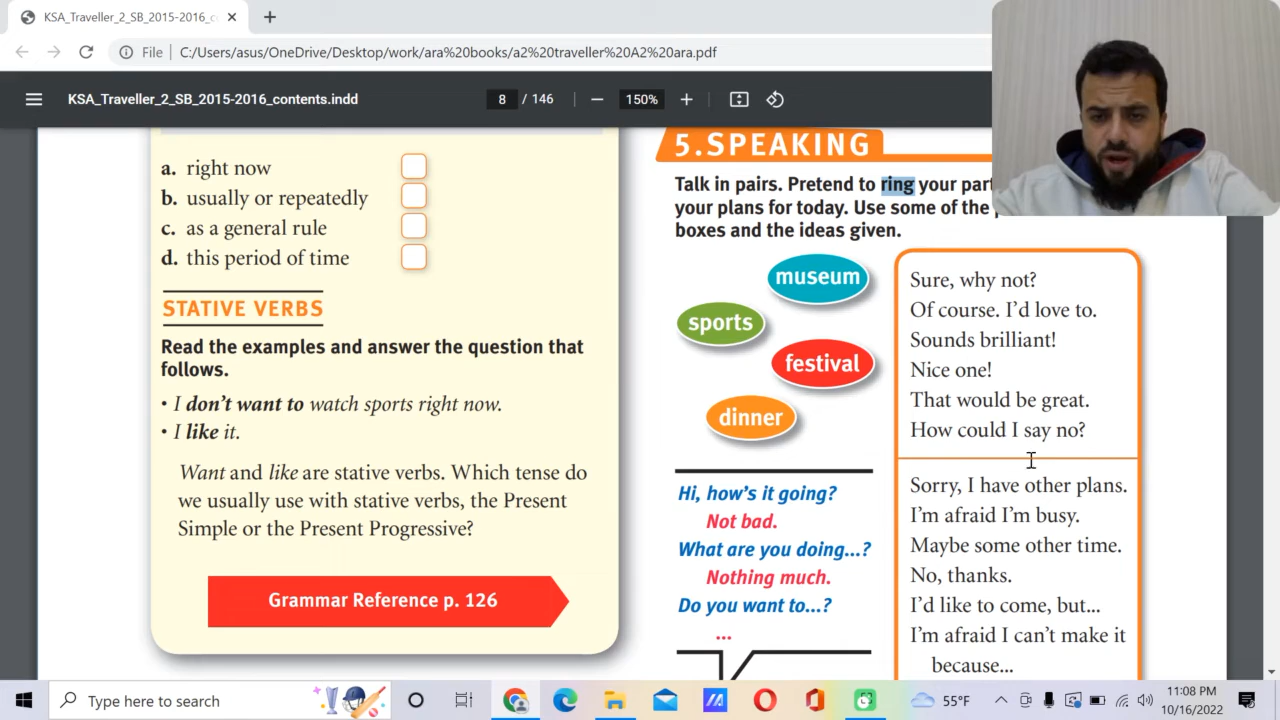 KSA_Traveller_2_SB_2015-2016_co
File
C:/Users/asus/OneDrive/Desktop/work/ara%20books/a2%20traveller%20A2%20ara.pdf
KSA_Traveller_2_SB_2015-2016_contents.indd
8 / 146
150%
a. right now
b. usually or repeatedly
c. as a general rule
d. this period of time
STATIVE VERBS
Read the examples and answer the question that
follows.
• I don't want to watch sports right now.
• I like it.
Want and like are stative verbs. Which tense do
we usually use with stative verbs, the Present
Simple or the Present Progressive?
Grammar Reference p. 126
5.SPEAKING
Talk in pairs. Pretend to ring your
your plans for today. Use some of the
boxes and the ideas given.
museum
sports
festival
dinner
Hi, how's it going?
Not bad.
What are you doing...?
Nothing much.
Do you want to...?
...
Sure, why not?
Of course. I'd love to.
Sounds brilliant!
Nice one!
That would be great.
How could I say no?
Sorry, I have other plans.
I'm afraid I'm busy.
Maybe some other time.
No, thanks.
I'd like to come, but...
I'm afraid I can't make it
because...
Type here to search
55°F
11:08 PM
10/16/2022